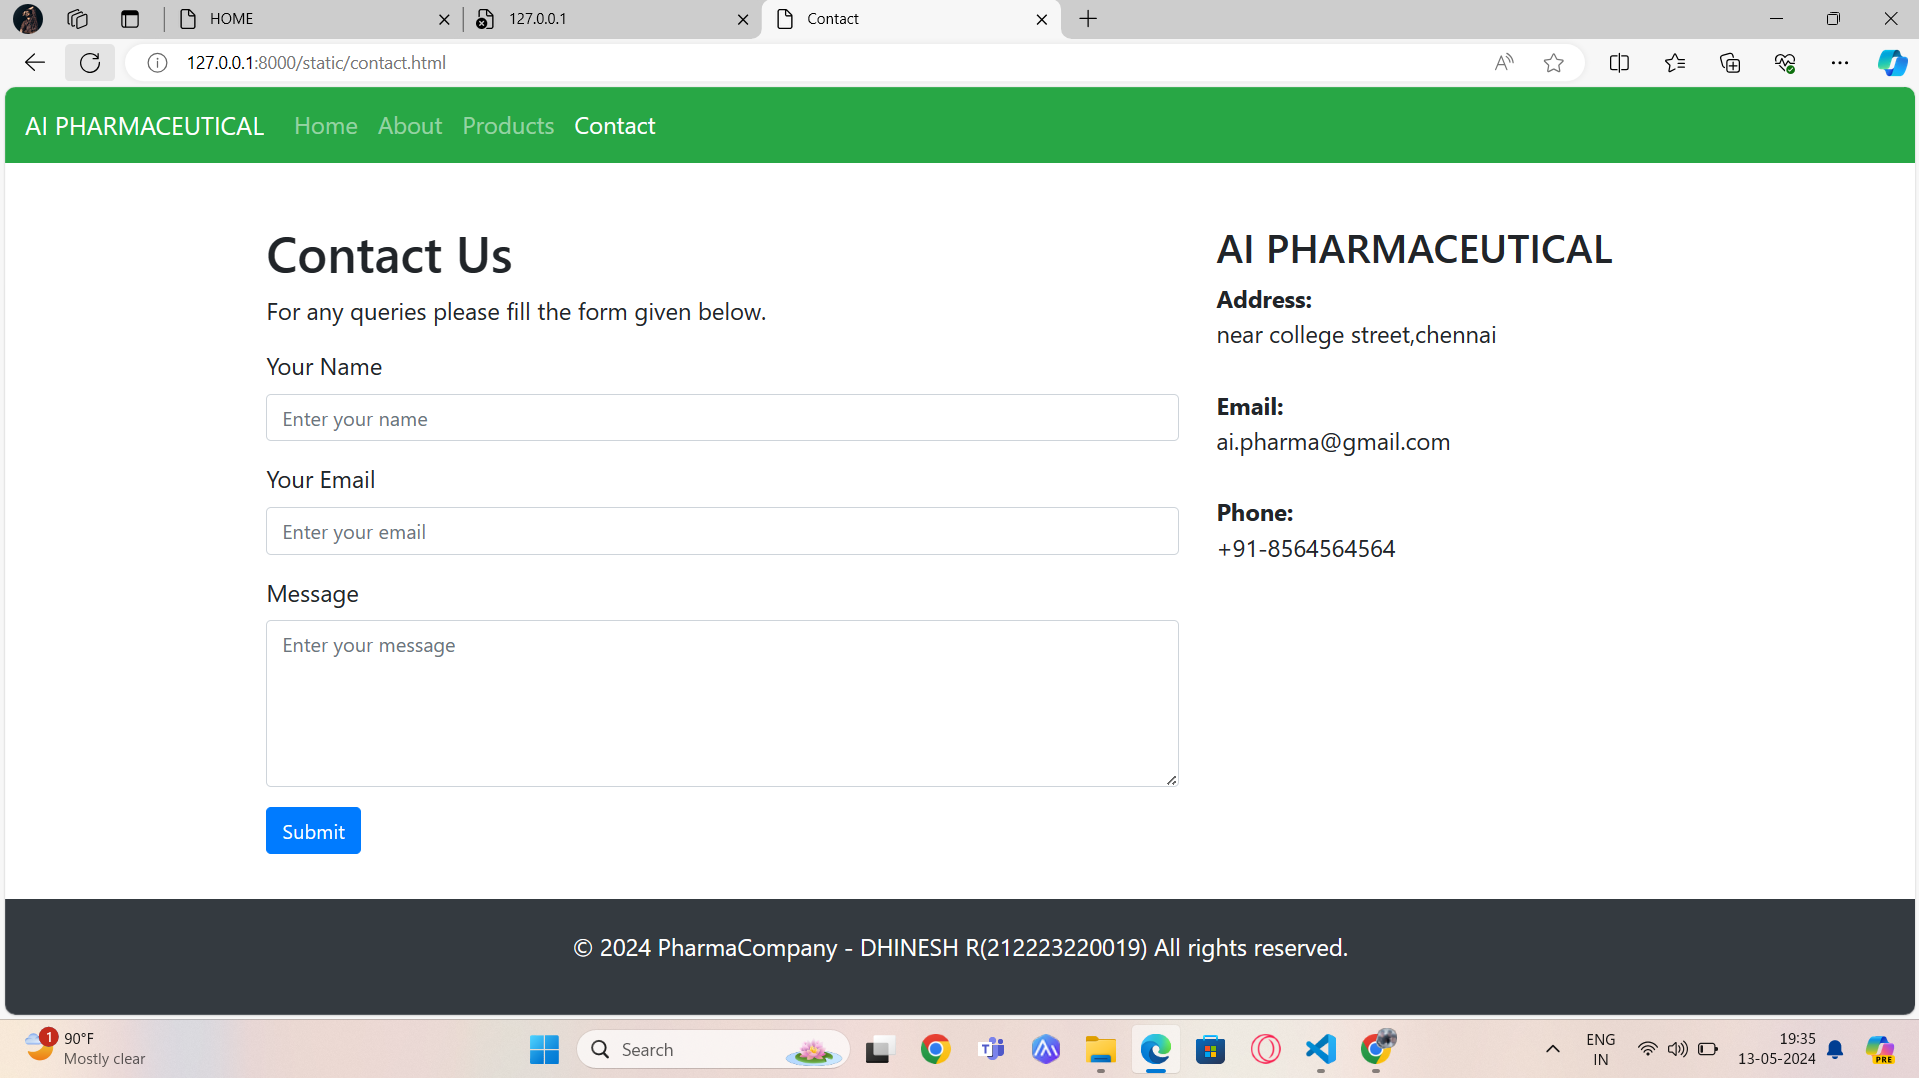 HOME
127.0.0.1
Contact
127.0.0.1:8000/static/contact.html
AI PHARMACEUTICAL Home About Products Contact
Contact Us
For any queries please fill the form given below.
Your Name
Enter your name
Your Email
Enter your email
Message
Enter your message
Submit
AI PHARMACEUTICAL
Address:
near college street,chennai
Email:
ai.pharma@gmail.com
Phone:
+91-8564564564
© 2024 PharmaCompany - DHINESH R(212223220019) All rights reserved.
1
90°F
Mostly clear
Search
ENG
IN
19:35
13-05-2024
PRE